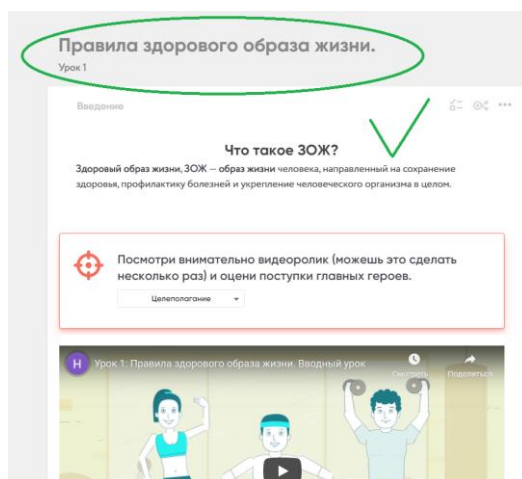 Правила здорового образа жизни.
Урок 1
Введение
Что такое ЗОЖ?
Здоровый образ жизни, ЗОЖ — образ жизни человека, направленный на сохранение
здоровья, профилактику болезней и укрепление человеческого организма в целом.
Посмотри внимательно видеоролик (можешь это сделать
несколько раз) и оцени поступки главных героев.
Целеполагание
Н Урок 1: Правила здорового образа жизни. Вводный урок
Смотреть Поделиться